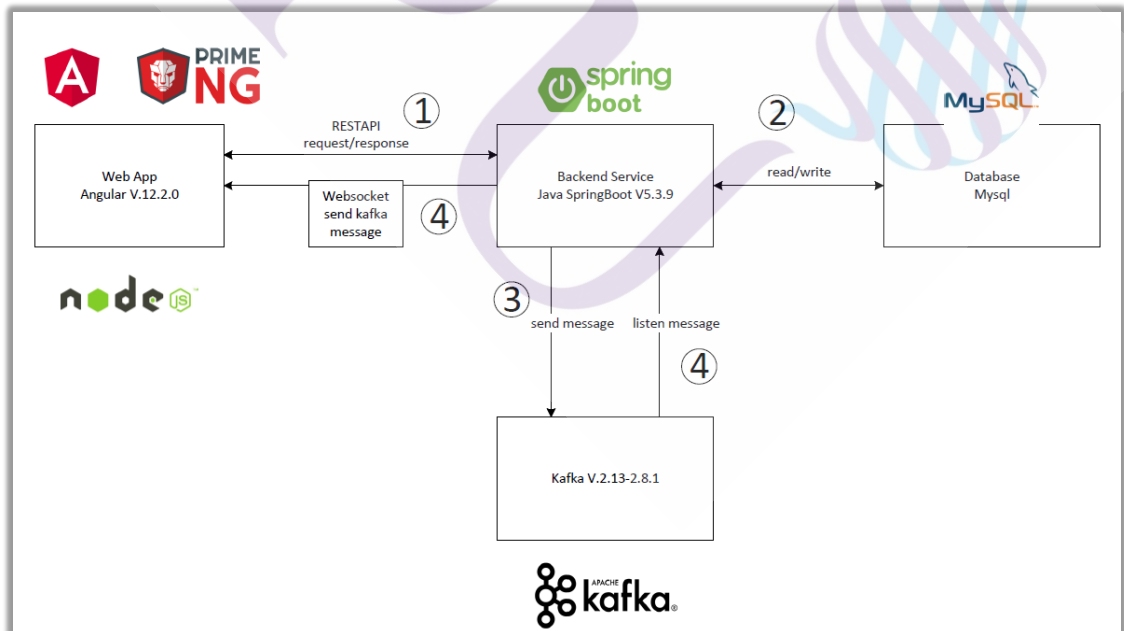 PRIME
NG
spring
boot
MySQL
①
RESTAPI
request/response
②
Web App
Angular V.12.2.0
Backend Service
Java SpringBoot V5.3.9
read/write
Database
Mysql
Websocket
send kafka
message
④
node JS
③
send message
listen message
④
Kafka V.2.13-2.8.1
APACHE
kafka®
A